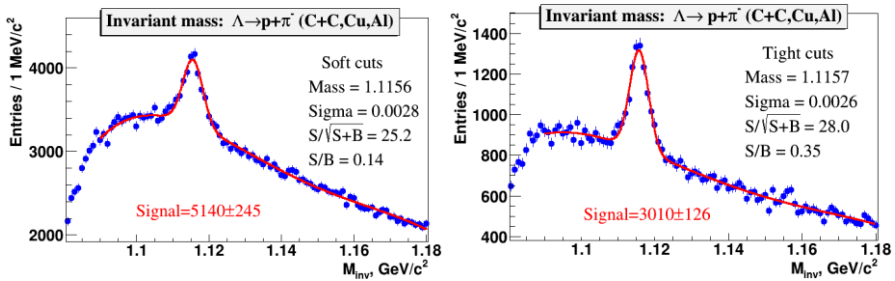 Invariant mass: Λ→p+π⁻ (C+C,Cu,Al)
Entries / 1 MeV/c²
4000
3000
2000
Soft cuts
Mass = 1.1156
Sigma = 0.0028
S/√S+B = 25.2
S/B = 0.14
Signal=5140±245
1.1
1.12
1.14
1.16
1.18
M_inv, GeV/c²
Invariant mass: Λ→p+π⁻ (C+C,Cu,Al)
Entries / 1 MeV/c²
1400
1200
1000
800
600
400
Tight cuts
Mass = 1.1157
Sigma = 0.0026
S/√S+B = 28.0
S/B = 0.35
Signal=3010±126
1.1
1.12
1.14
1.16
1.18
M_inv, GeV/c²